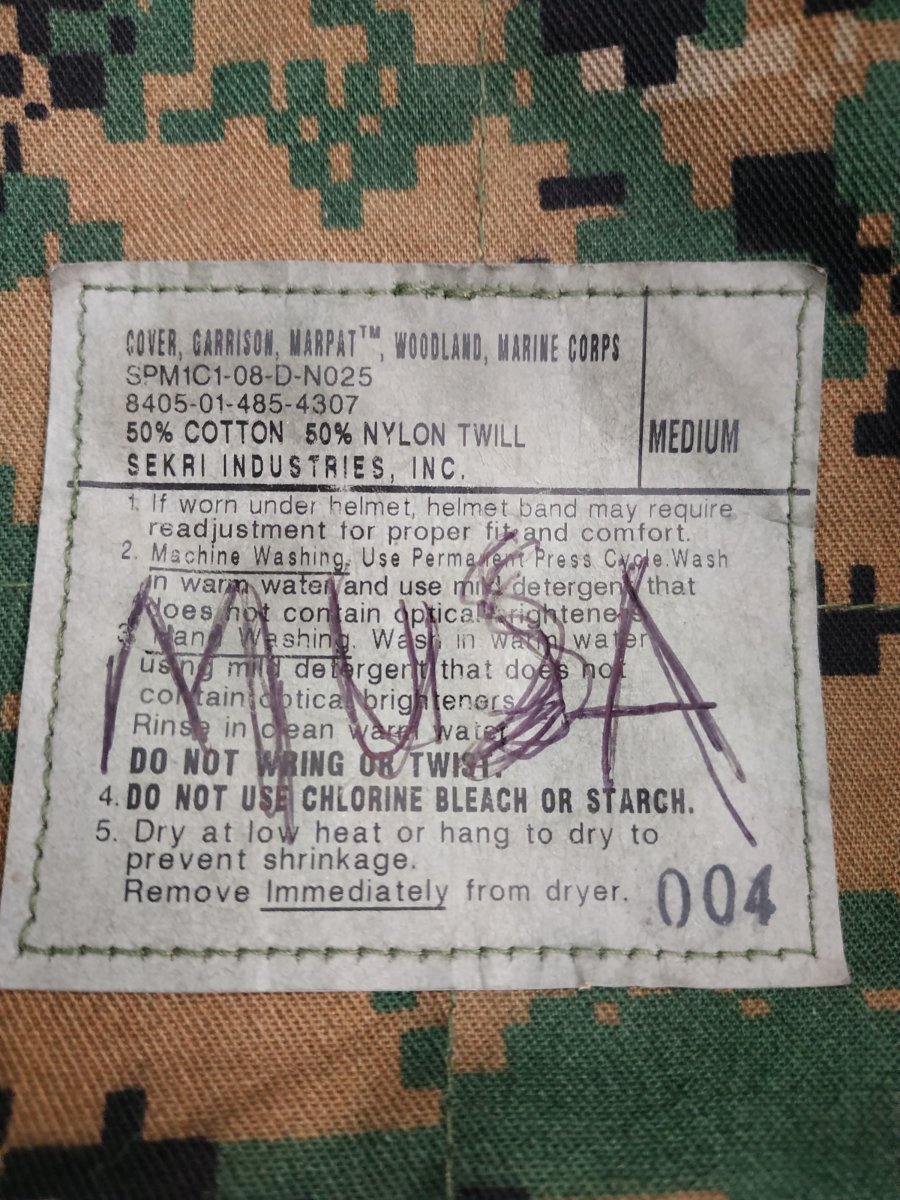 COVER, GARRISON, MARPAT™, WOODLAND, MARINE CORPS
SPM1C1-08-D-N025
8405-01-485-4307
50% COTTON 50% NYLON TWILL
SEKRI INDUSTRIES, INC.
MEDIUM
1. If worn under helmet, helmet band may require
readjustment for proper fit and comfort.
2. Machine Washing. Use Permanent Press Cycle. Wash
in warm water and use mild detergent that
does not contain optical brighteners
3. Hand Washing. Wash in warm water
using mild detergent that does not
contain optical brighteners
Rinse in clean warm water
DO NOT WRING OR TWIST.
4. DO NOT USE CHLORINE BLEACH OR STARCH.
5. Dry at low heat or hang to dry to
prevent shrinkage.
Remove Immediately from dryer.
004
MUSA